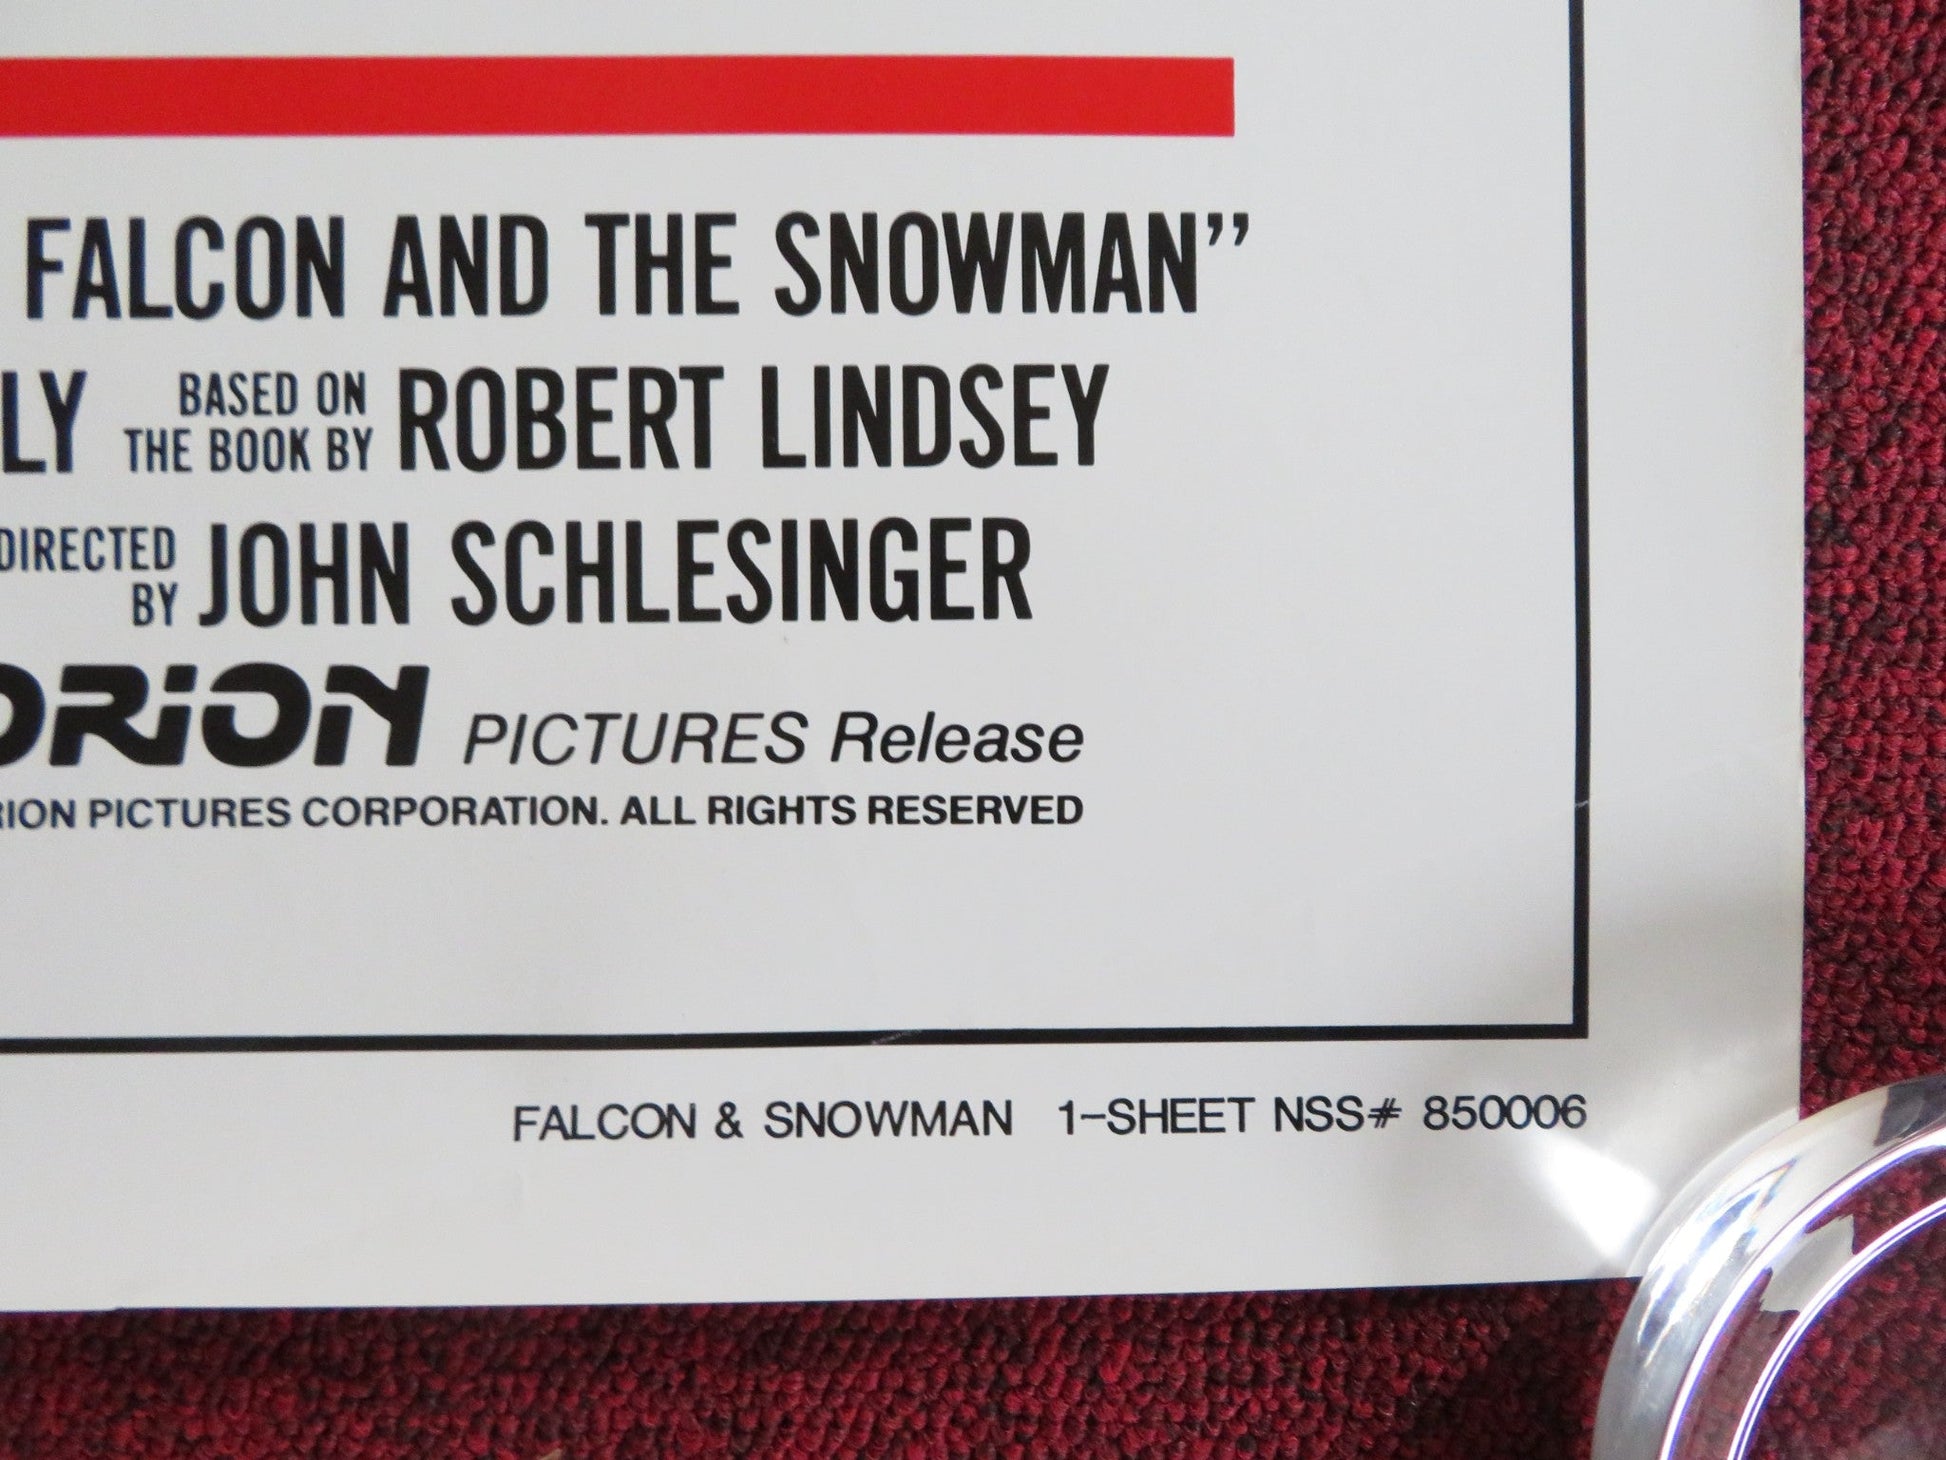 FALCON AND THE SNOWMAN”
LY BASED ON THE BOOK BY ROBERT LINDSEY
DIRECTED BY JOHN SCHLESINGER
ORION PICTURES Release
RION PICTURES CORPORATION. ALL RIGHTS RESERVED
FALCON & SNOWMAN 1-SHEET NSS# 850006